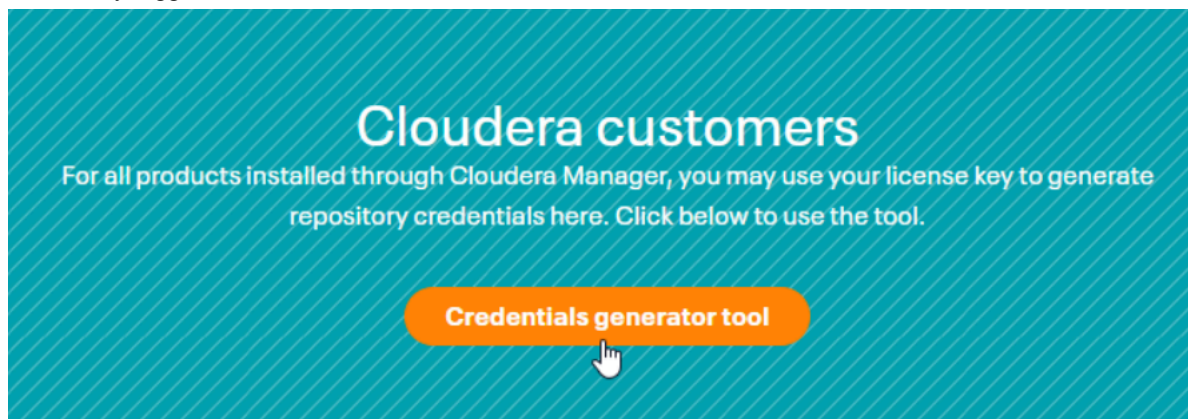 Cloudera customers
For all products installed through Cloudera Manager, you may use your license key to generate
repository credentials here. Click below to use the tool.
Credentials generator tool